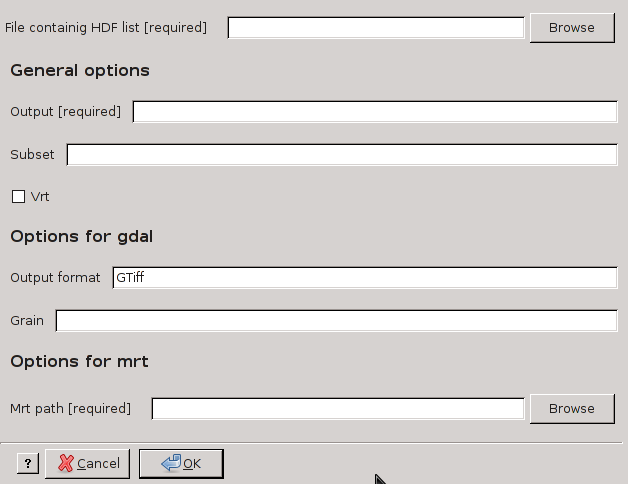 File containig HDF list [required] Browse
General options
Output [required]
Subset
Vrt
Options for gdal
Output format GTiff
Grain
Options for mrt
Mrt path [required] Browse
? Cancel OK